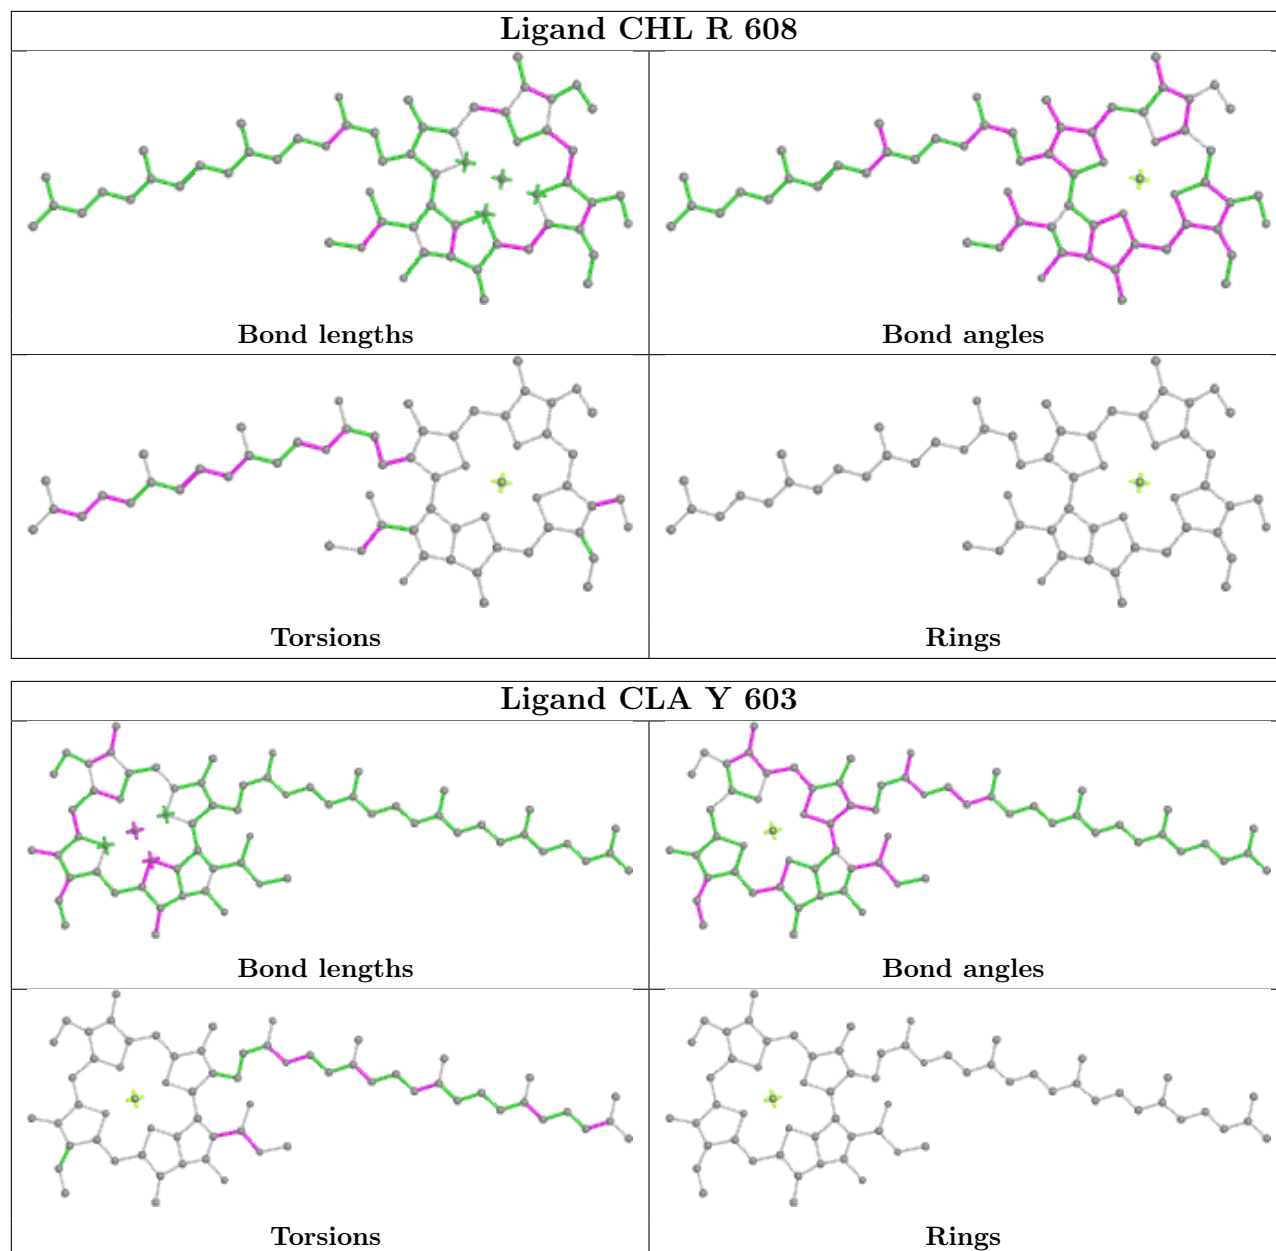 Ligand CHL R 608
Bond lengths
Bond angles
Torsions
Rings
Ligand CLA Y 603
Bond lengths
Bond angles
Torsions
Rings